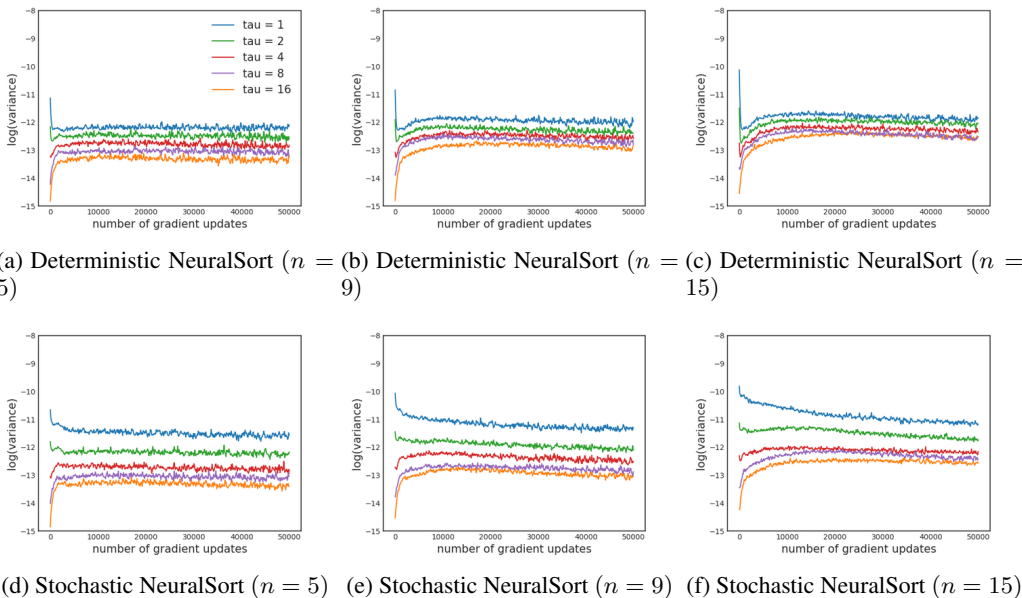 −8
−9
−10
−11
−12
−13
−14
−15
log(variance)
0 10000 20000 30000 40000 50000
number of gradient updates
tau = 1
tau = 2
tau = 4
tau = 8
tau = 16
−8
−9
−10
−11
−12
−13
−14
−15
log(variance)
0 10000 20000 30000 40000 50000
number of gradient updates
−8
−9
−10
−11
−12
−13
−14
−15
log(variance)
0 10000 20000 30000 40000 50000
number of gradient updates
(a) Deterministic NeuralSort (n =
5)
(b) Deterministic NeuralSort (n =
9)
(c) Deterministic NeuralSort (n =
15)
−8
−9
−10
−11
−12
−13
−14
−15
log(variance)
0 10000 20000 30000 40000 50000
number of gradient updates
−8
−9
−10
−11
−12
−13
−14
−15
log(variance)
0 10000 20000 30000 40000 50000
number of gradient updates
−8
−9
−10
−11
−12
−13
−14
−15
log(variance)
0 10000 20000 30000 40000 50000
number of gradient updates
(d) Stochastic NeuralSort (n = 5)
(e) Stochastic NeuralSort (n = 9)
(f) Stochastic NeuralSort (n = 15)